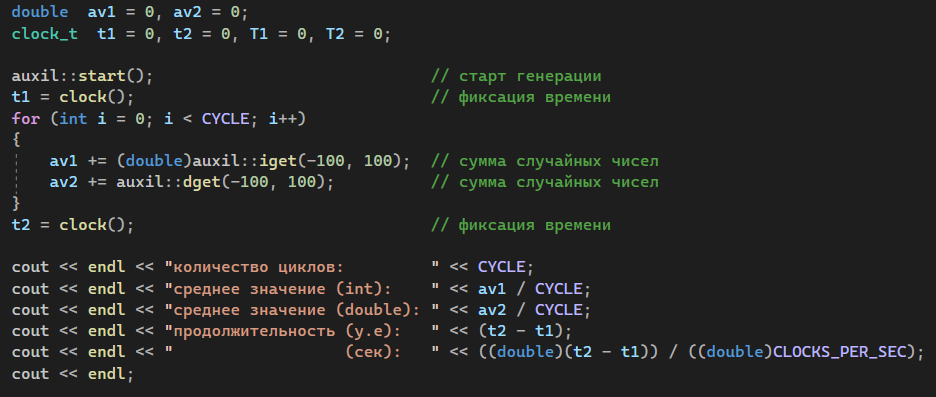 double  av1 = 0, av2 = 0;
clock_t  t1 = 0, t2 = 0, T1 = 0, T2 = 0;
auxil::start();                             // старт генерации
t1 = clock();                               // фиксация времени
for (int i = 0; i < CYCLE; i++)
{
    av1 += (double)auxil::iget(-100, 100);  // сумма случайных чисел
    av2 += auxil::dget(-100, 100);          // сумма случайных чисел
}
t2 = clock();                               // фиксация времени
cout << endl << "количество циклов:         " << CYCLE;
cout << endl << "среднее значение (int):    " << av1 / CYCLE;
cout << endl << "среднее значение (double): " << av2 / CYCLE;
cout << endl << "продолжительность (у.е):   " << (t2 - t1);
cout << endl << "                  (сек):   " << ((double)(t2 - t1)) / ((double)CLOCKS_PER_SEC);
cout << endl;